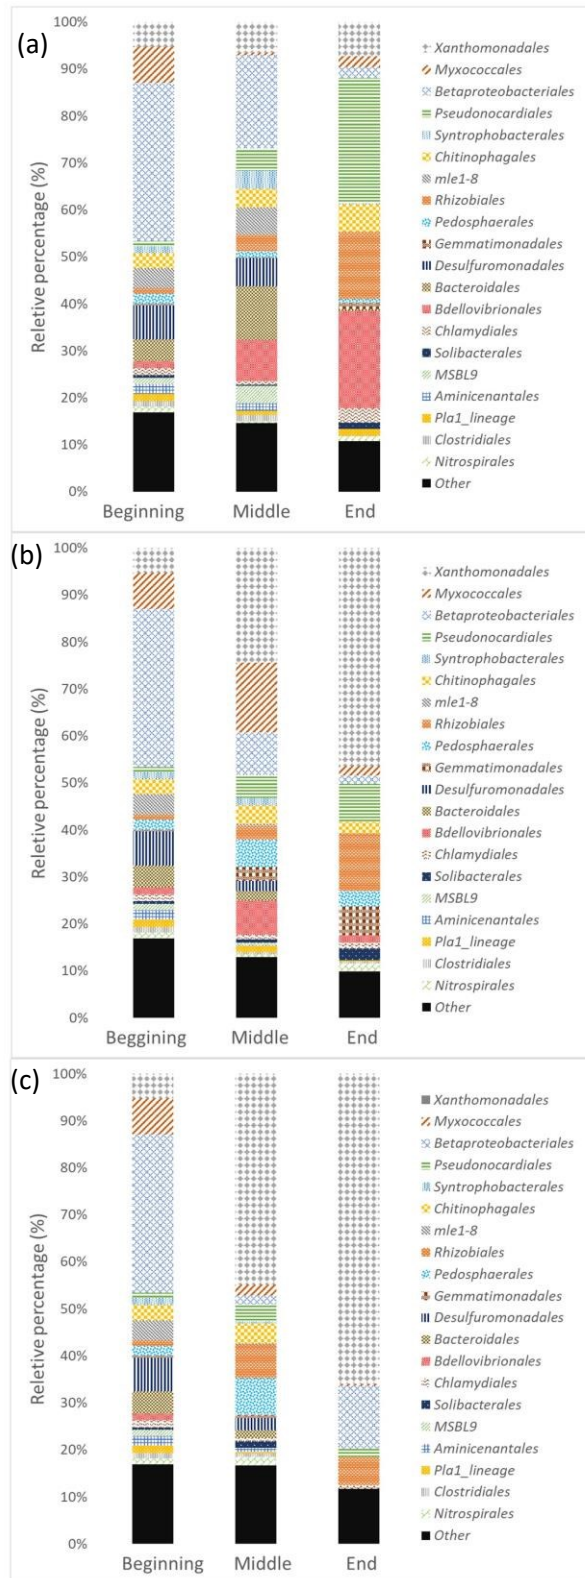 (a)
Reletive percentage (%)
100%
90%
80%
70%
60%
50%
40%
30%
20%
10%
0%
Beginning Middle End
Xanthomonadales
Myxococcales
Betaproteobacteriales
Pseudonocardiales
Syntrophobacterales
Chitinophagales
mle1-8
Rhizobiales
Pedosphaerales
Gemmatimonadales
Desulfuromonadales
Bacteroidales
Bdellovibrionales
Chlamydiales
Solibacterales
MSBL9
Aminicenantales
Pla1_lineage
Clostridiales
Nitrospirales
Other
(b)
Reletive percentage (%)
100%
90%
80%
70%
60%
50%
40%
30%
20%
10%
0%
Beggining Middle End
Xanthomonadales
Myxococcales
Betaproteobacteriales
Pseudonocardiales
Syntrophobacterales
Chitinophagales
mle1-8
Rhizobiales
Pedosphaerales
Gemmatimonadales
Desulfuromonadales
Bacteroidales
Bdellovibrionales
Chlamydiales
Solibacterales
MSBL9
Aminicenantales
Pla1_lineage
Clostridiales
Nitrospirales
Other
(c)
Reletive percentage (%)
100%
90%
80%
70%
60%
50%
40%
30%
20%
10%
0%
Beginning Middle End
Xanthomonadales
Myxococcales
Betaproteobacteriales
Pseudonocardiales
Syntrophobacterales
Chitinophagales
mle1-8
Rhizobiales
Pedosphaerales
Gemmatimonadales
Desulfuromonadales
Bacteroidales
Bdellovibrionales
Chlamydiales
Solibacterales
MSBL9
Aminicenantales
Pla1_lineage
Clostridiales
Nitrospirales
Other